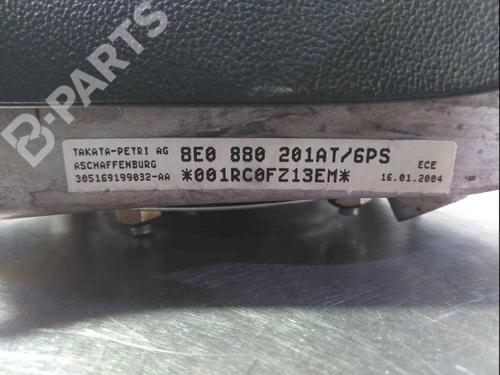 B-PARTS
TAKATA-PETRI AG
ASCHAFFENBURG
305169199032-AA
8E0 880 201AT/6PS
*001RC0FZ13EM*
ECE
16.01.2004